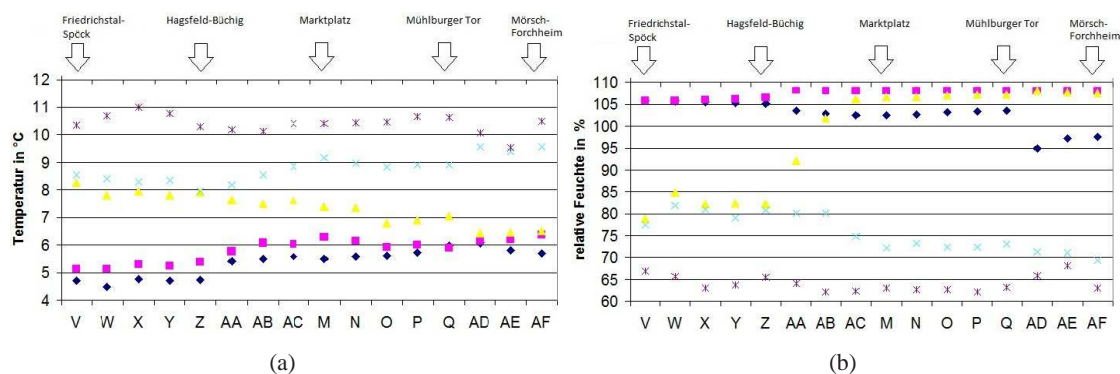 (a)
Friedrichstal-
Spöck
Hagsfeld-Büchig
Marktplatz
Mühlburger Tor
Mörsch-
Forchheim
Temperatur in °C
12
11
10
9
8
7
6
5
4
V W X Y Z AA AB AC M N O P Q AD AE AF
(a)
Friedrichstal-
Spöck
Hagsfeld-Büchig
Marktplatz
Mühlburger Tor
Mörsch-
Forchheim
relative Feuchte in %
110
105
100
95
90
85
80
75
70
65
60
V W X Y Z AA AB AC M N O P Q AD AE AF
(b)
(b)